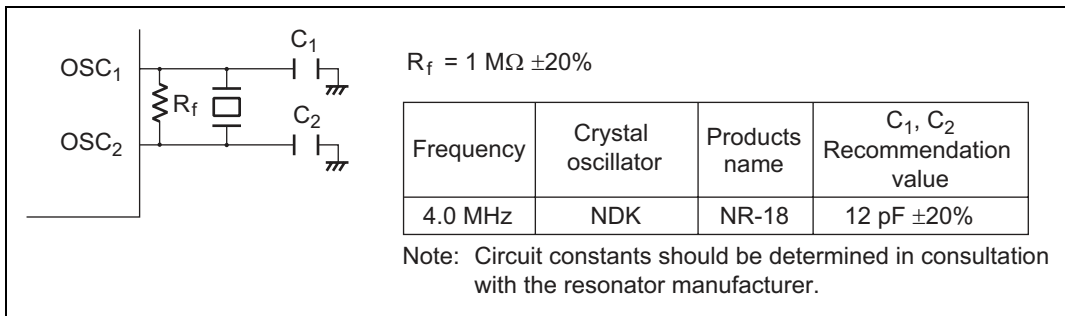 OSC1
OSC2
Rf
C1
C2
Rf = 1 MΩ ±20%
Frequency
Crystal
oscillator
Products
name
C1, C2
Recommendation
value
4.0 MHz
NDK
NR-18
12 pF ±20%
Note: Circuit constants should be determined in consultation
with the resonator manufacturer.